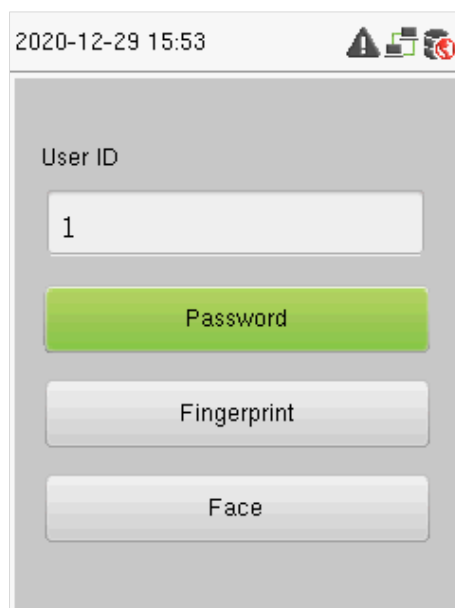 2020-12-29 15:53
User ID
1
Password
Fingerprint
Face